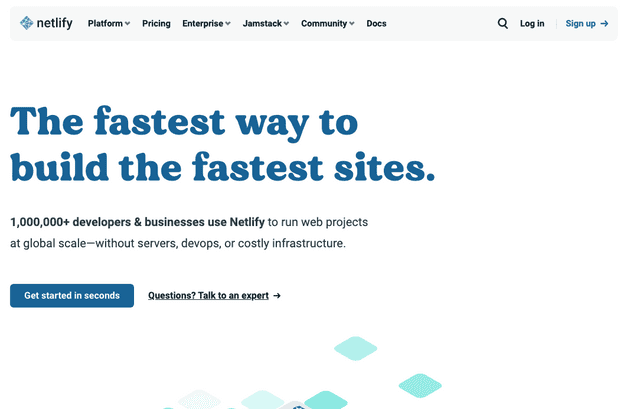 netlify Platform Pricing Enterprise Jamstack Community Docs Log in Sign up →
The fastest way to
build the fastest sites.
1,000,000+ developers & businesses use Netlify to run web projects
at global scale—without servers, devops, or costly infrastructure.
Get started in seconds Questions? Talk to an expert →